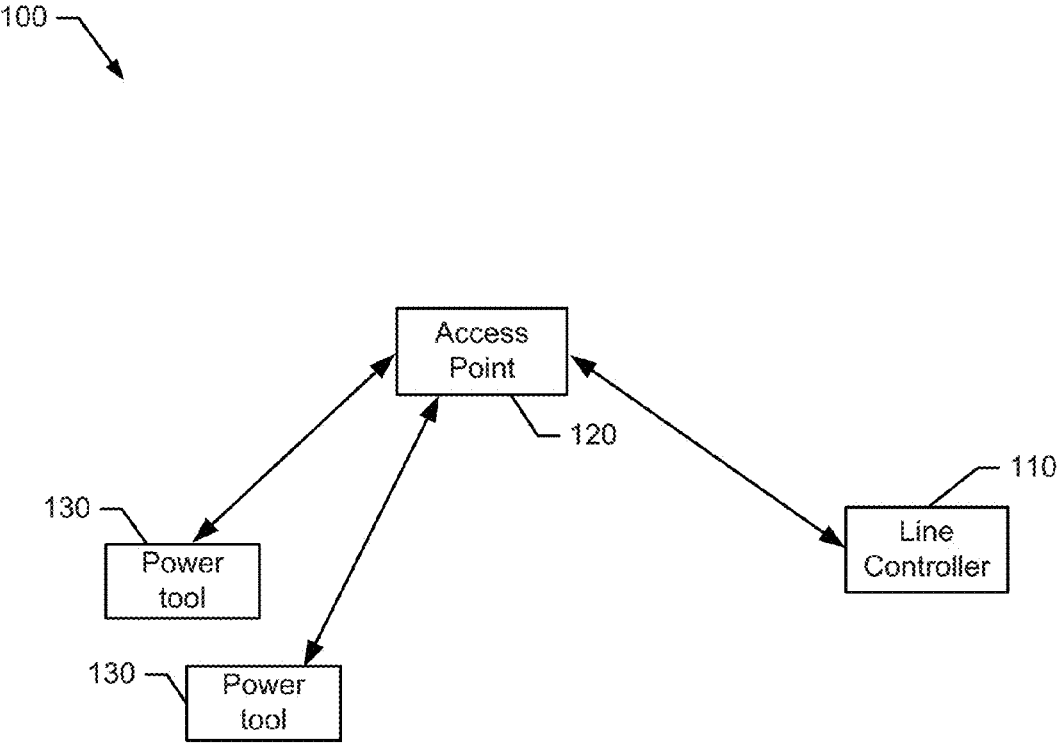 100
Access
Point
120
110
130
Line
Controller
Power
tool
130
Power
tool